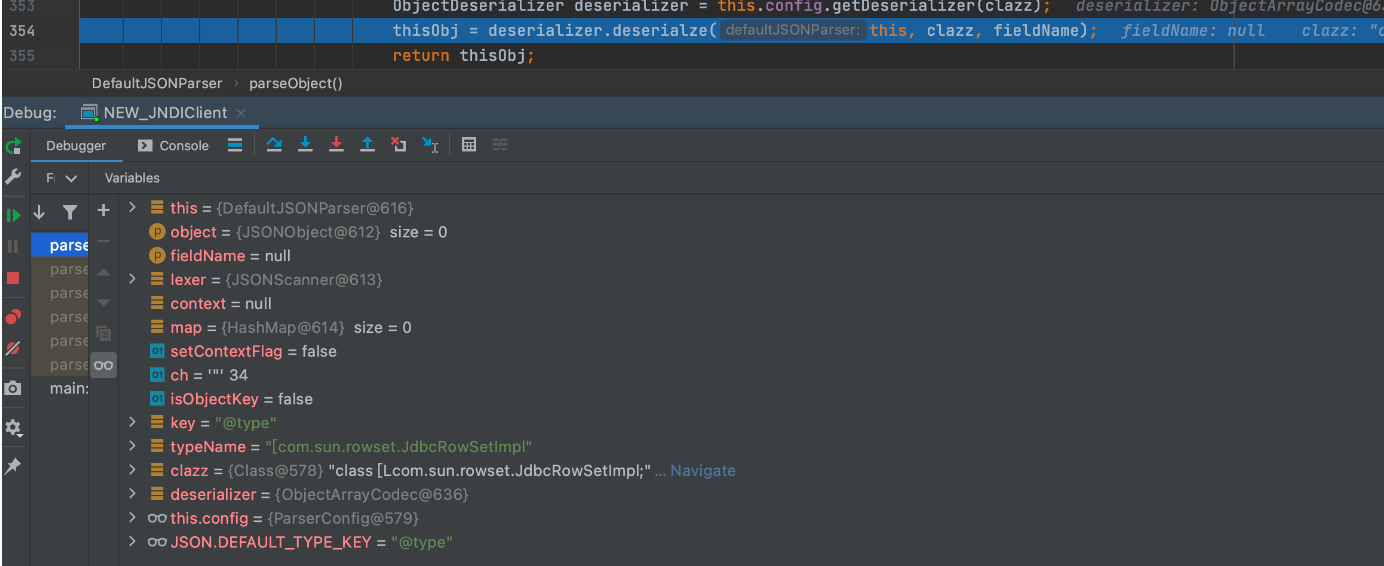 353 ObjectDeserializer deserializer = this.config.getDeserializer(clazz); deserializer: ObjectArrayCodec@63
354 thisObj = deserializer.deserialze( defaultJSONParser: this, clazz, fieldName); fieldName: null clazz: "c
355 return thisObj;
DefaultJSONParser › parseObject()
Debug: NEW_JNDIClient ×
Debugger Console
Variables
this = {DefaultJSONParser@616}
object = {JSONObject@612} size = 0
parse
fieldName = null
parse
lexer = {JSONScanner@613}
parse
context = null
parse
map = {HashMap@614} size = 0
parse
setContextFlag = false
parse
ch = '"' 34
main:
isObjectKey = false
key = "@type"
typeName = "[com.sun.rowset.JdbcRowSetImpl"
clazz = {Class@578} "class [Lcom.sun.rowset.JdbcRowSetImpl;" ... Navigate
deserializer = {ObjectArrayCodec@636}
this.config = {ParserConfig@579}
JSON.DEFAULT_TYPE_KEY = "@type"